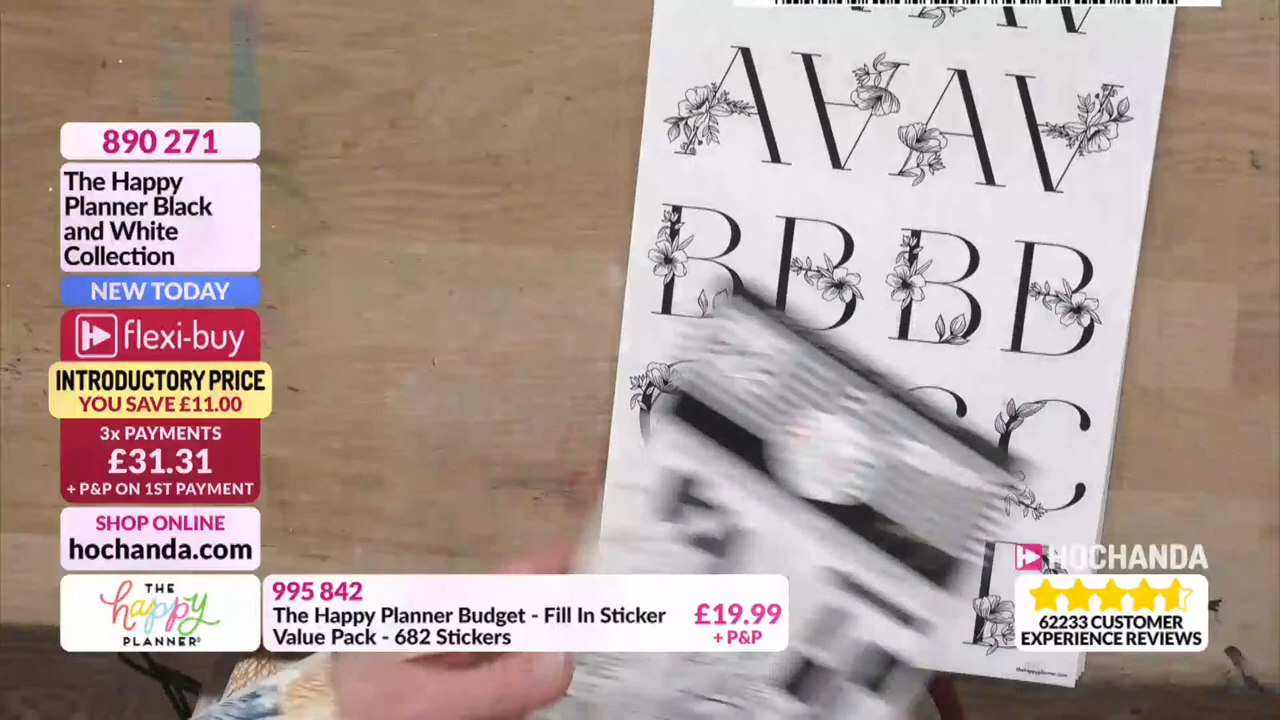 890 271
The Happy
Planner Black
and White
Collection
NEW TODAY
flexi-buy
INTRODUCTORY PRICE
YOU SAVE £11.00
3x PAYMENTS
£31.31
+ P&P ON 1ST PAYMENT
SHOP ONLINE
hochanda.com
THE
happy
PLANNER®
995 842
The Happy Planner Budget - Fill In Sticker
Value Pack - 682 Stickers
£19.99
+ P&P
A V A V
B B B B
C
HOCHANDA
62233 CUSTOMER
EXPERIENCE REVIEWS
thehappyplanner.com